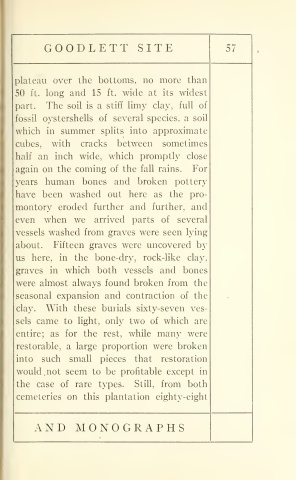 GOODLETT SITE 57
plateau over the bottoms, no more than
50 ft. long and 15 ft. wide at its widest
part. The soil is a stiff limy clay, full of
fossil oystershells of several species, a soil
which in summer splits into approximate
cubes, with cracks between sometimes
half an inch wide, which promptly close
again on the coming of the fall rains. For
years human bones and broken pottery
have been washed out here as the pro-
montory eroded further and further, and
even when we arrived parts of several
vessels washed from graves were seen lying
about. Fifteen graves were uncovered by
us here, in the bone-dry, rock-like clay,
graves in which both vessels and bones
were almost always found broken from the
seasonal expansion and contraction of the
clay. With these burials sixty-seven ves-
sels came to light, only two of which are
entire; as for the rest, while many were
restorable, a large proportion were broken
into such small pieces that restoration
would not seem to be profitable except in
the case of rare types. Still, from both
cemeteries on this plantation eighty-eight
AND MONOGRAPHS